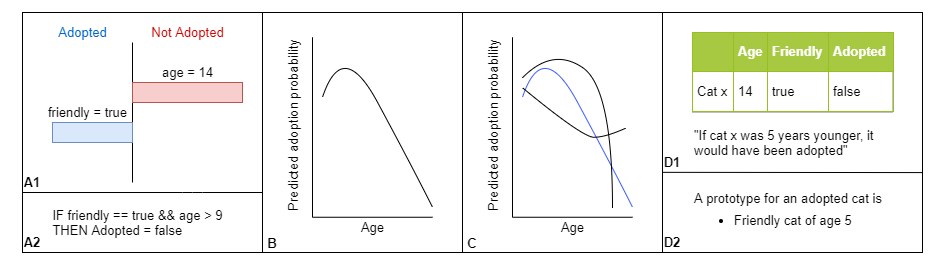 Adopted Not Adopted
age = 14
friendly = true
A1
IF friendly == true && age > 9
THEN Adopted = false
A2
Predicted adoption probability
Age
B
Predicted adoption probability
Age
C
Age Friendly Adopted
Cat x 14 true false
"If cat x was 5 years younger, it
would have been adopted"
D1
A prototype for an adopted cat is
• Friendly cat of age 5
D2